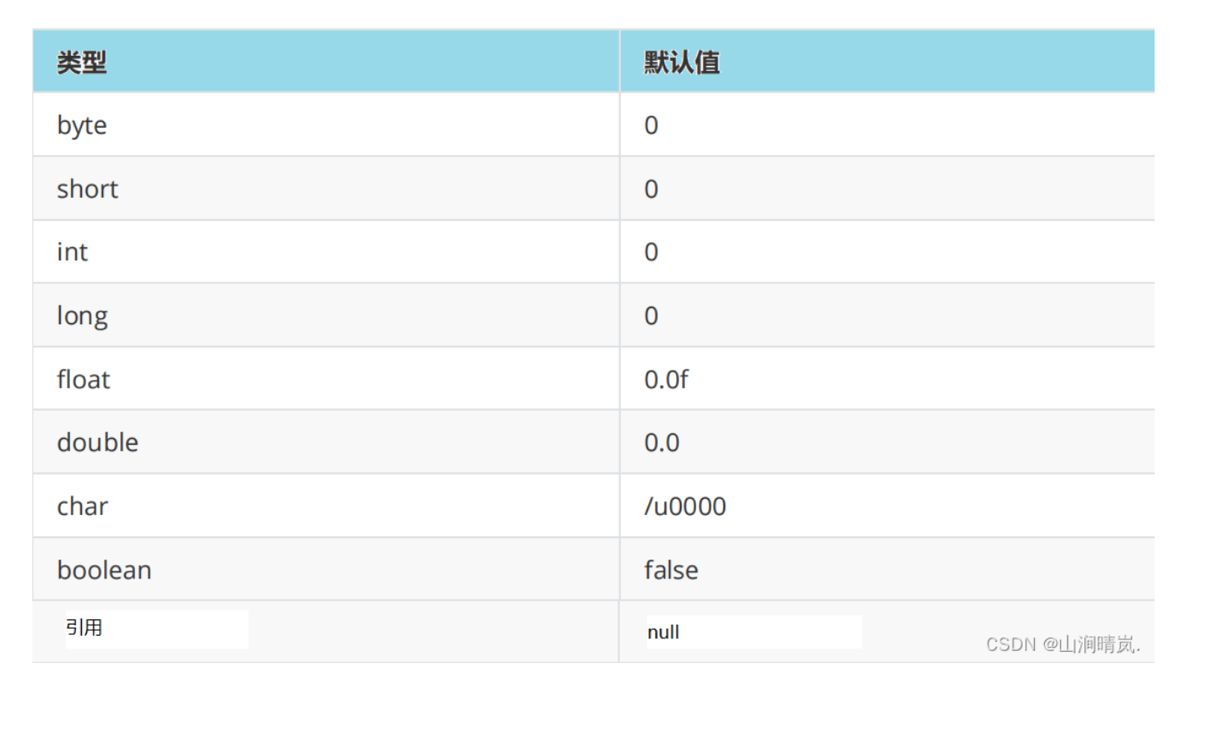 类型 默认值
byte 0
short 0
int 0
long 0
float 0.0f
double 0.0
char /u0000
boolean false
引用 null
CSDN @山涧晴岚.